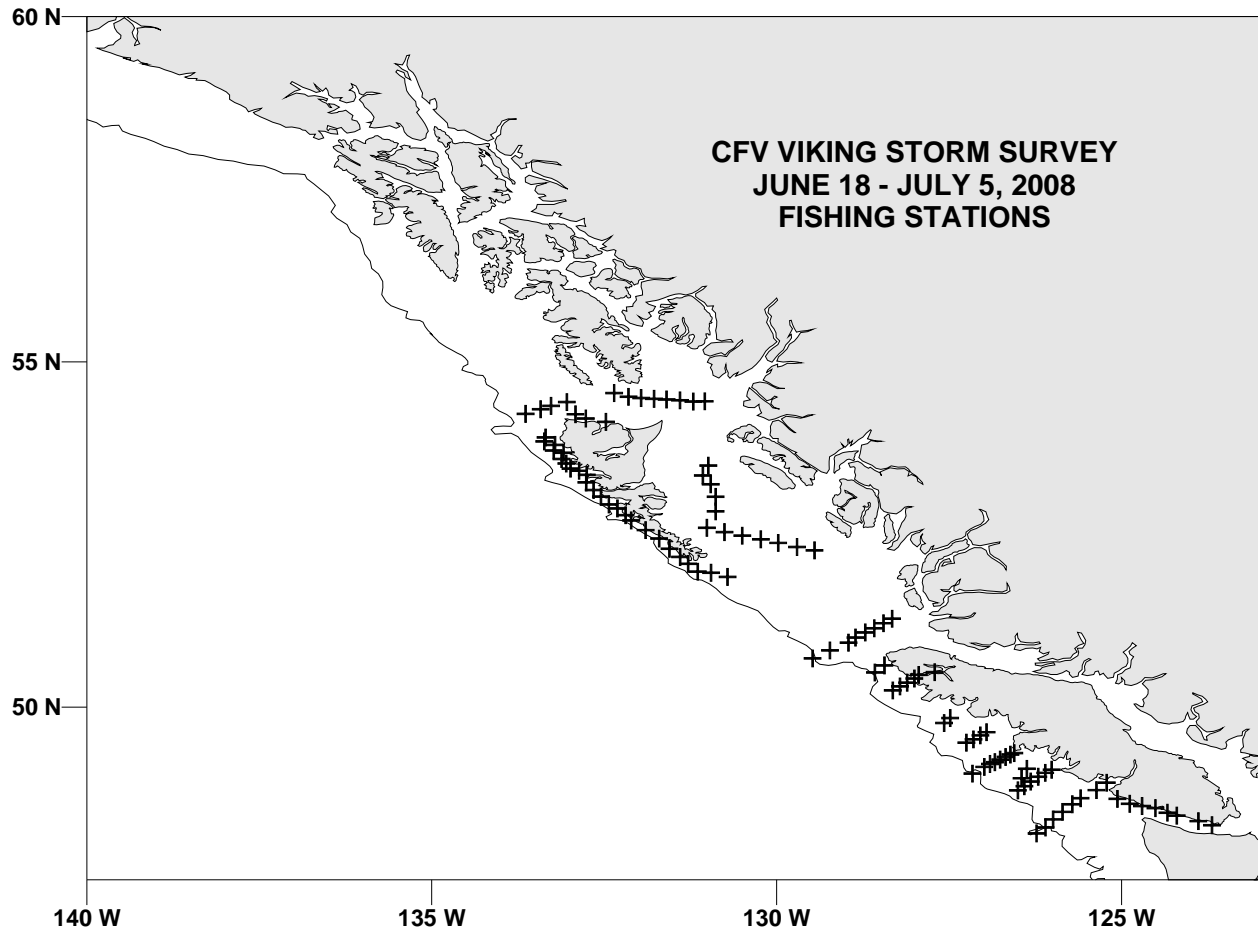 60 N
CFV VIKING STORM SURVEY
JUNE 18 - JULY 5, 2008
FISHING STATIONS
55 N
50 N
140 W
135 W
130 W
125 W